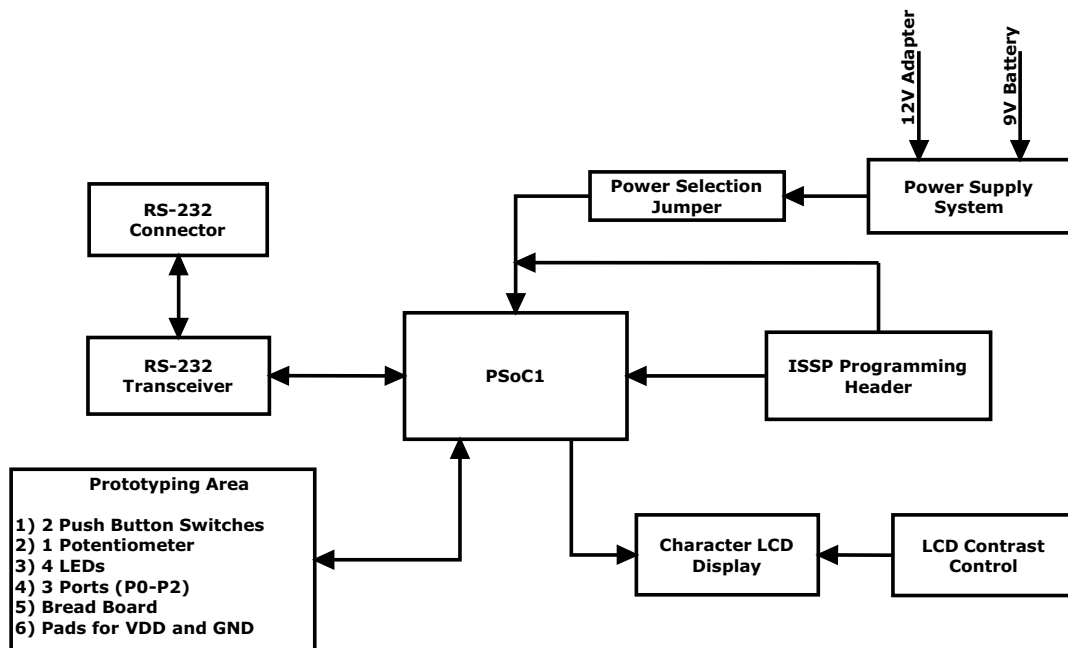 12V Adapter
9V Battery
Power Supply
System
Power Selection
Jumper
RS-232
Connector
RS-232
Transceiver
PSoC1
ISSP Programming
Header
Prototyping Area
1) 2 Push Button Switches
2) 1 Potentiometer
3) 4 LEDs
4) 3 Ports (P0-P2)
5) Bread Board
6) Pads for VDD and GND
Character LCD
Display
LCD Contrast
Control